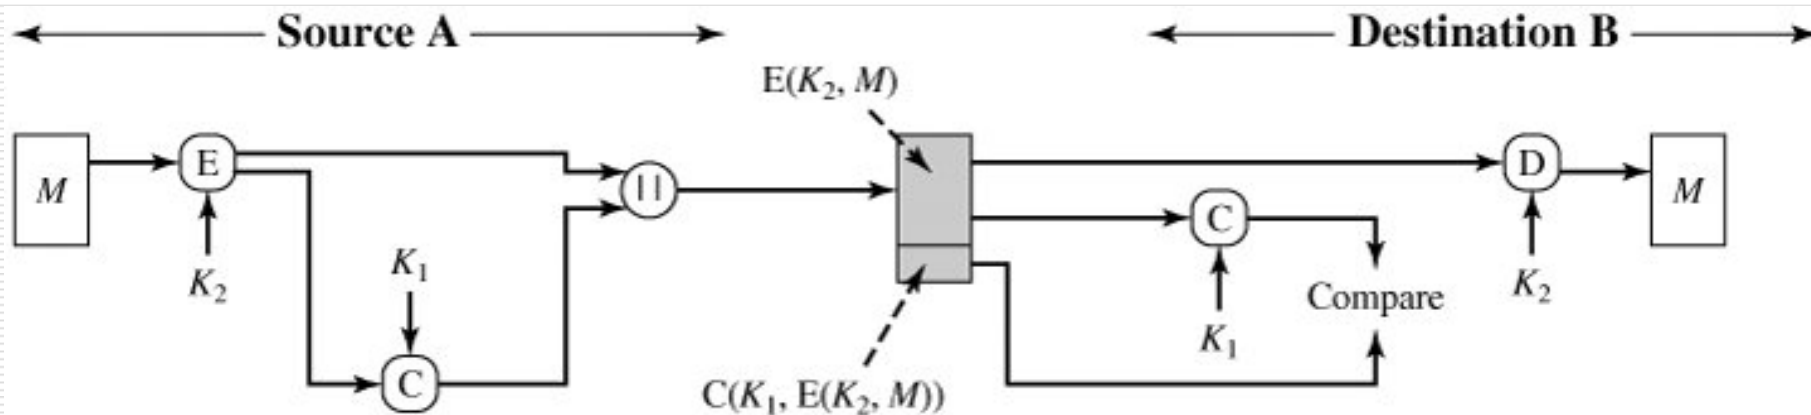 Source A
Destination B
E(K₂, M)
M
E
K₂
K₁
C
||
C(K₁, E(K₂, M))
C
K₁
Compare
D
K₂
M